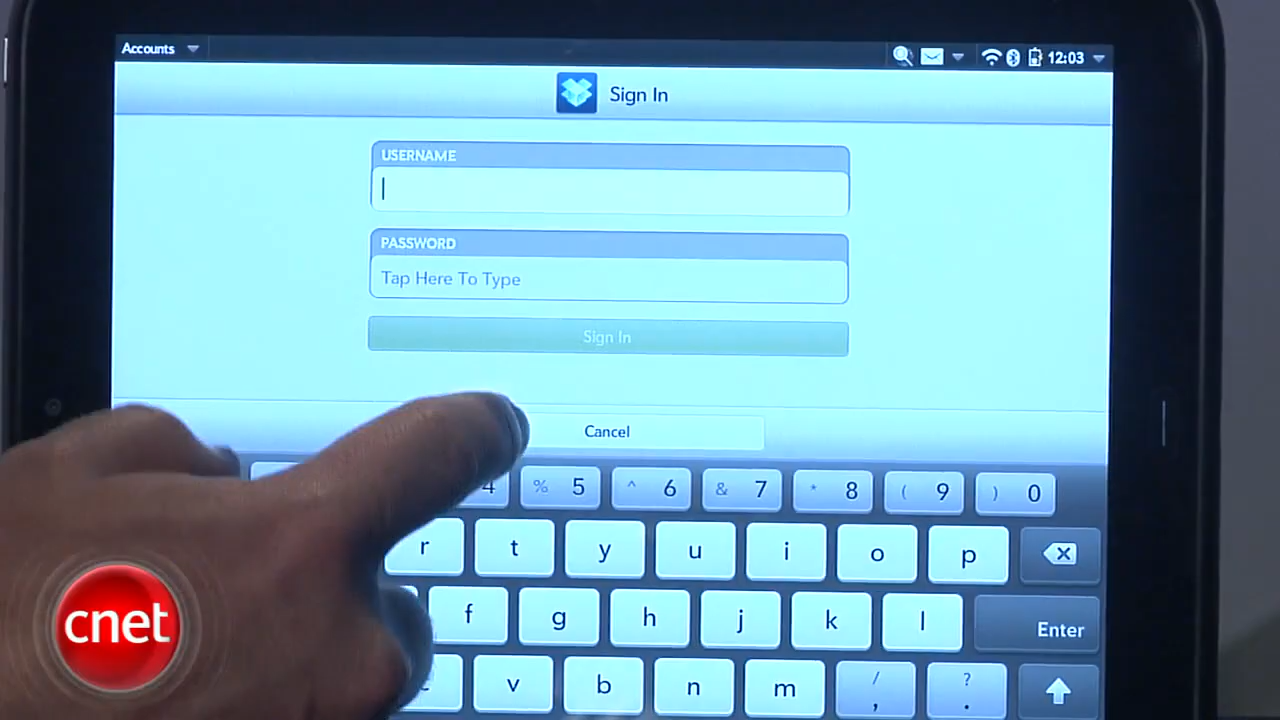 Accounts 12:03
Sign In
USERNAME
PASSWORD
Tap Here To Type
Sign In
Cancel
4 % 5 ^ 6 & 7 * 8 ( 9 ) 0
r t y u i o p
f g h j k l Enter
cnet
c v b n m / , ? .